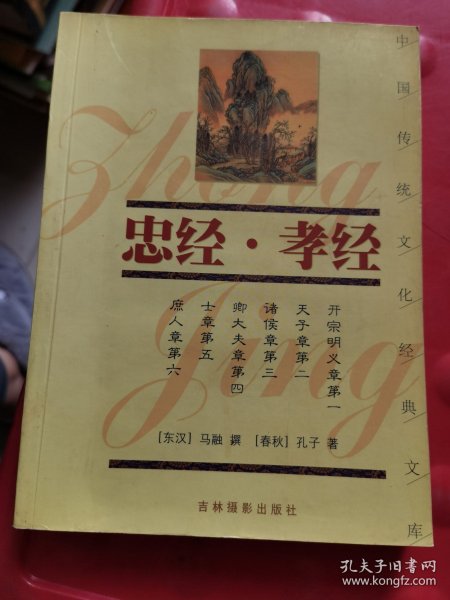 中国传统文化经典文库
Zhong
Jing
忠经·孝经
开宗明义章第一
天子章第二
诸侯章第三
卿大夫章第四
士章第五
庶人章第六
[东汉] 马融 撰 [春秋] 孔子 著
吉林摄影出版社
孔夫子旧书网
www.kongfz.com